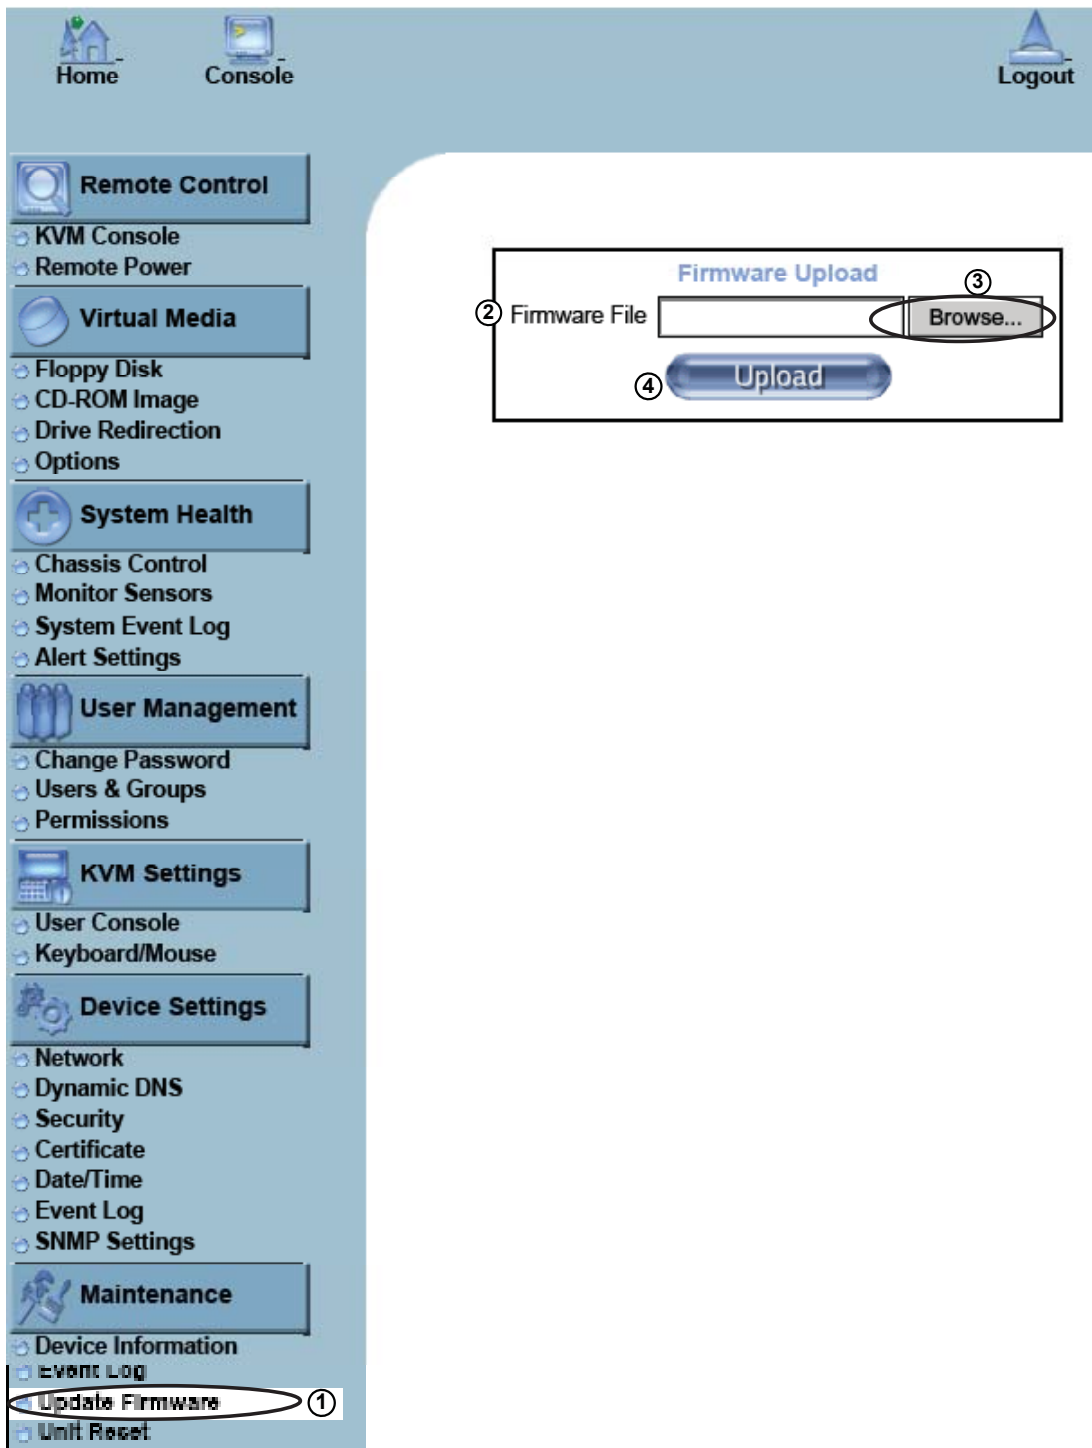 Home
Console
Logout
Remote Control
KVM Console
Remote Power
Virtual Media
Floppy Disk
CD-ROM Image
Drive Redirection
Options
System Health
Chassis Control
Monitor Sensors
System Event Log
Alert Settings
User Management
Change Password
Users & Groups
Permissions
KVM Settings
User Console
Keyboard/Mouse
Device Settings
Network
Dynamic DNS
Security
Certificate
Date/Time
Event Log
SNMP Settings
Maintenance
Device Information
Event Log
Update Firmware 1
Unit Reset
Firmware Upload
3
2 Firmware File Browse...
4 Upload